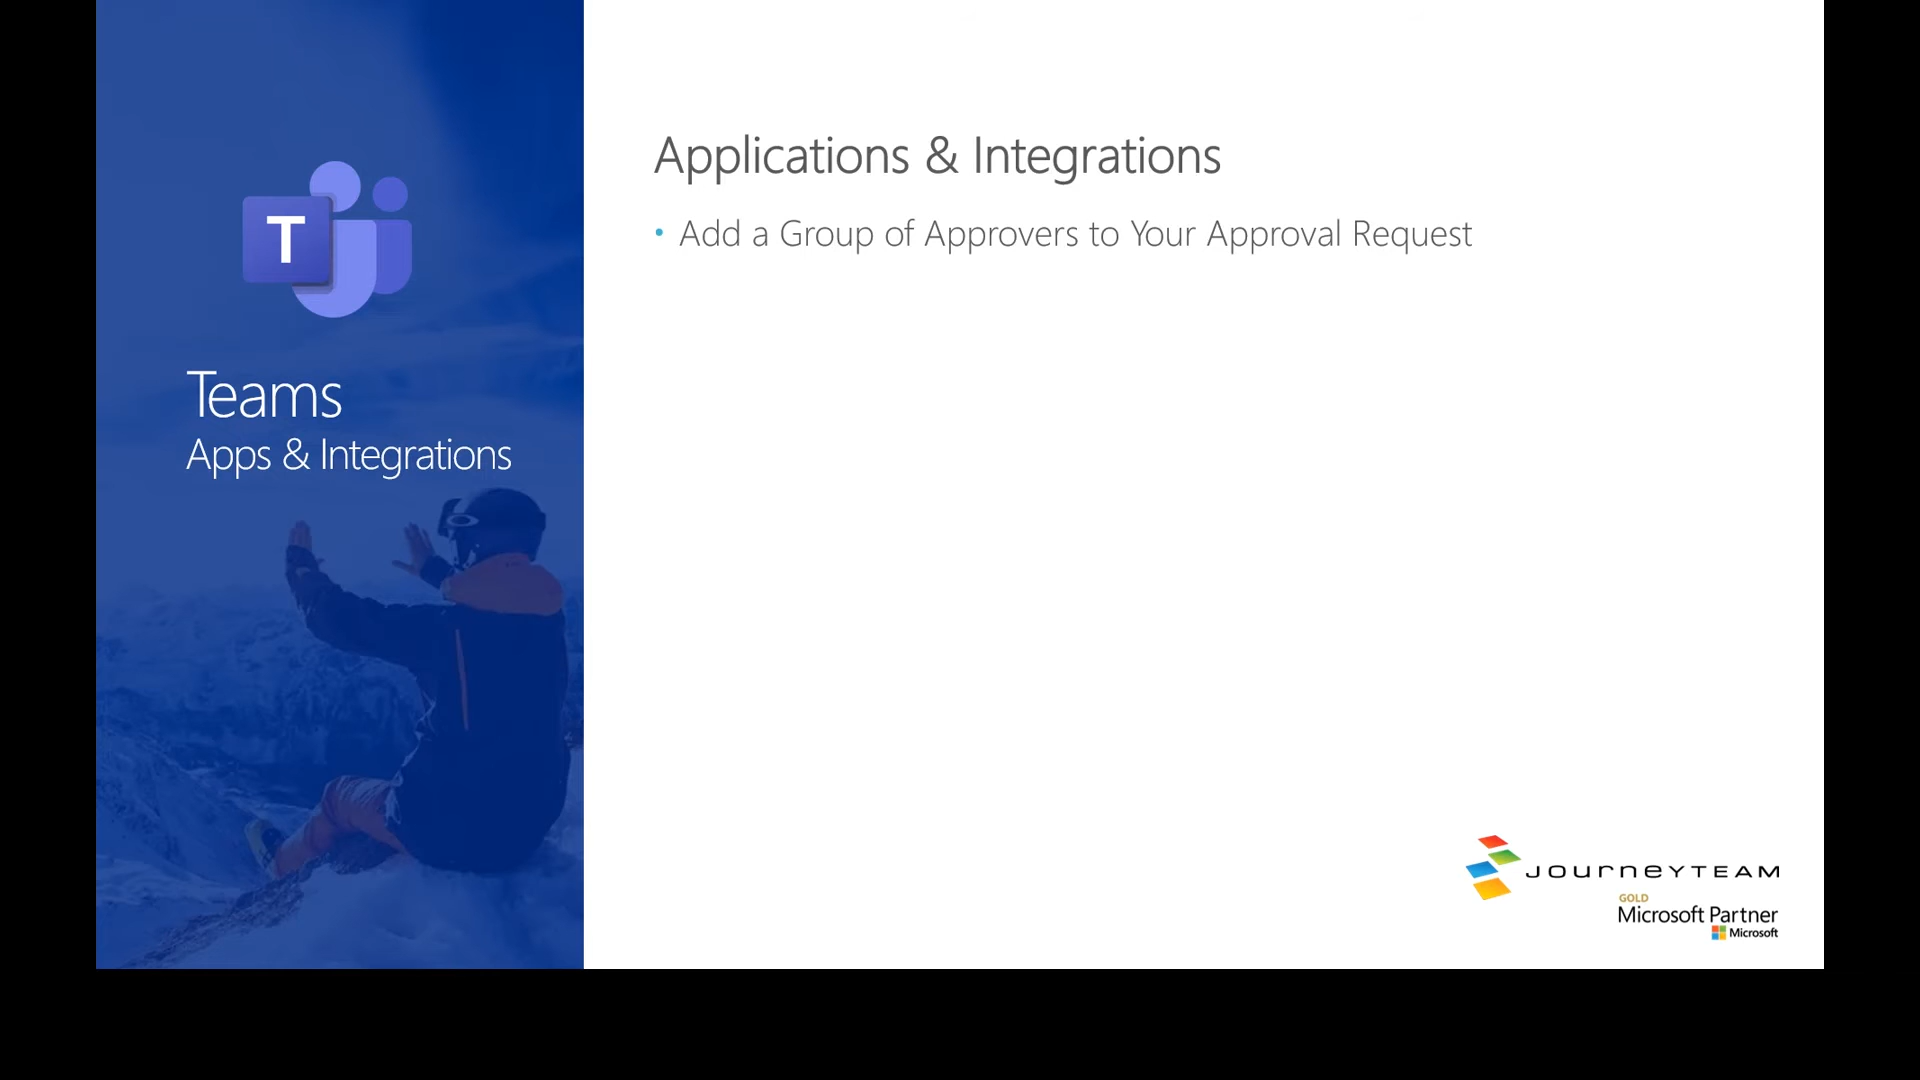 T
Teams
Apps & Integrations
Applications & Integrations
• Add a Group of Approvers to Your Approval Request
JOURNEYTEAM
GOLD
Microsoft Partner
Microsoft